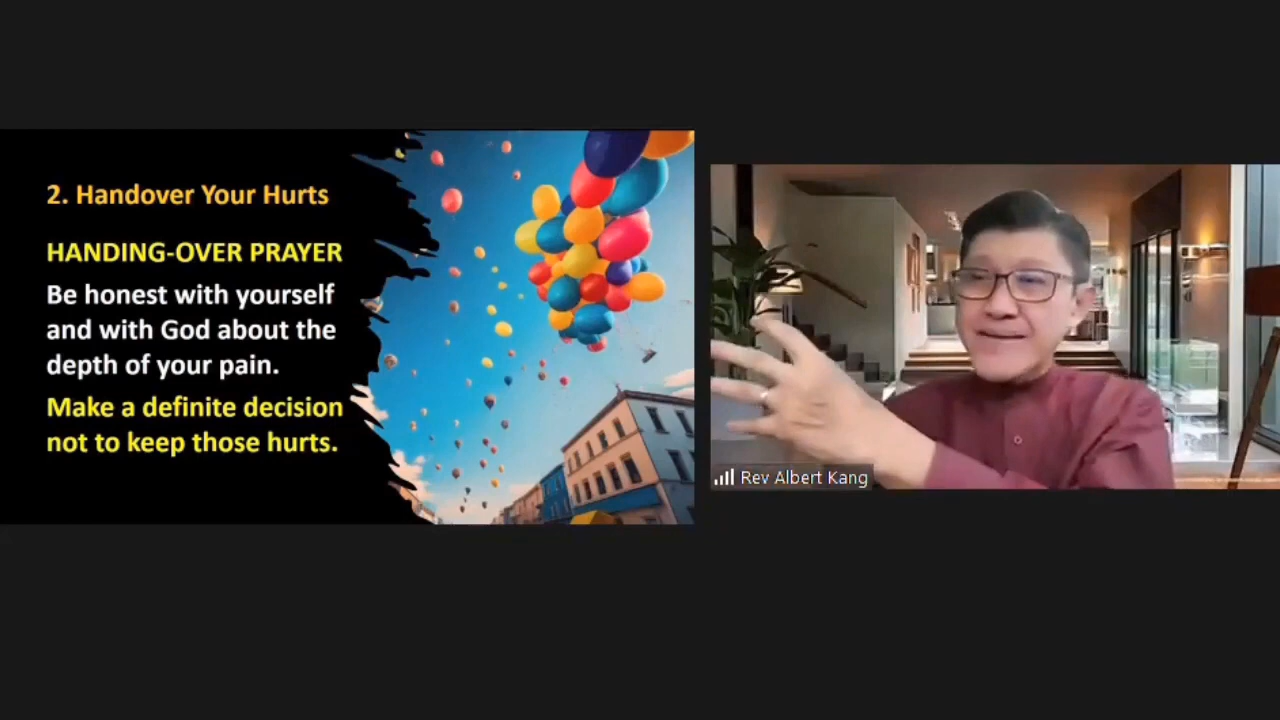 2. Handover Your Hurts
HANDING-OVER PRAYER
Be honest with yourself
and with God about the
depth of your pain.
Make a definite decision
not to keep those hurts.
Rev Albert Kang